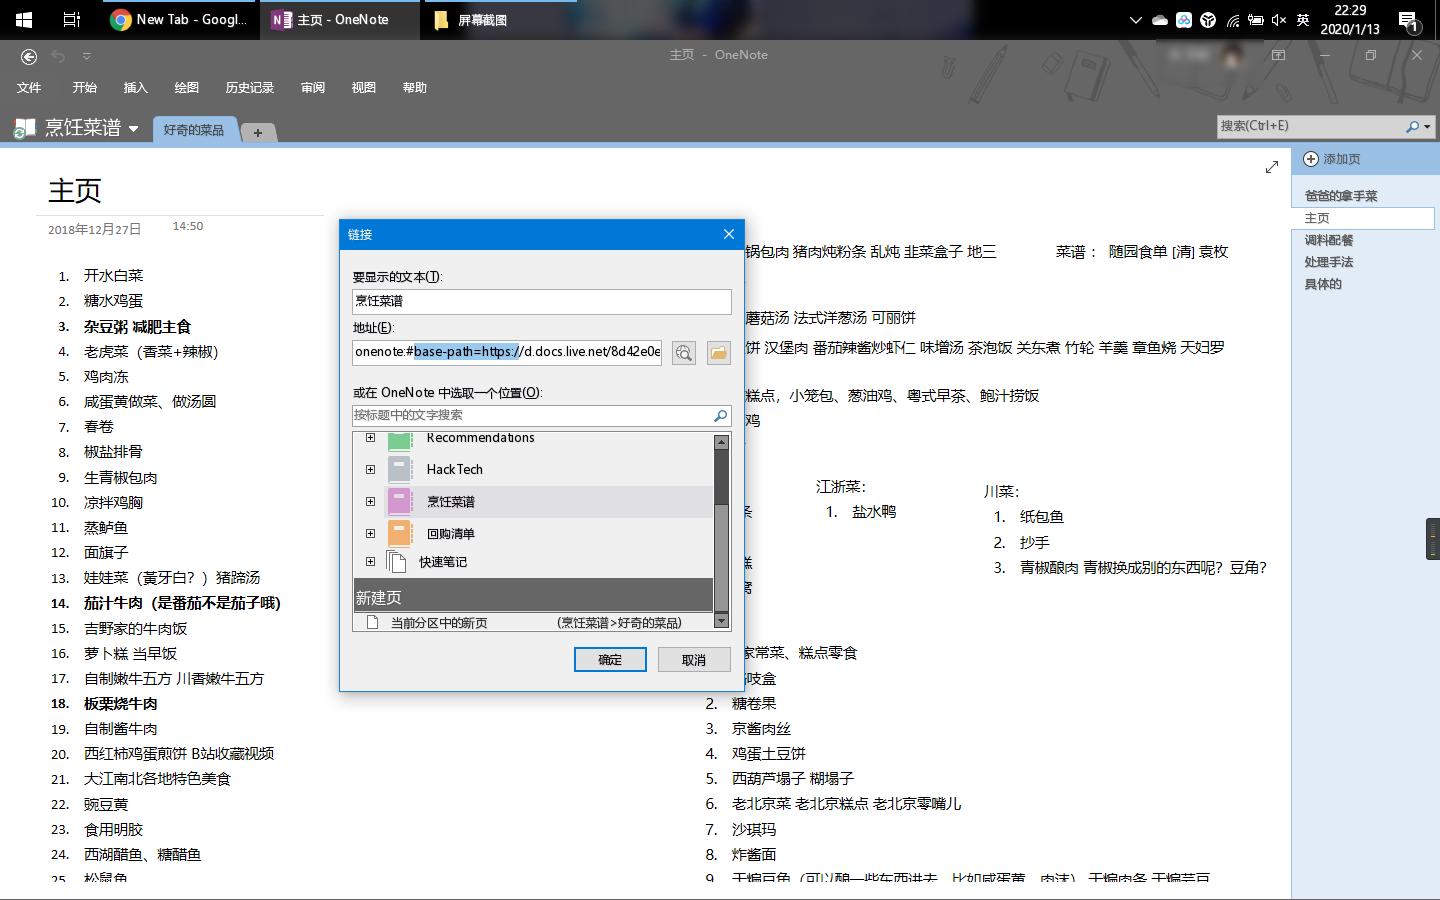 New Tab - Googl...
主页 - OneNote
屏幕截图
英
22:29
2020/1/13
1
主页 - OneNote
文件
开始
插入
绘图
历史记录
审阅
视图
帮助
烹饪菜谱
好奇的菜品
+
搜索(Ctrl+E)
添加页
爸爸的拿手菜
主页
调料配餐
处理手法
具体的
主页
2018年12月27日
14:50
1. 开水白菜
2. 糖水鸡蛋
3. 杂豆粥 减肥主食
4. 老虎菜（香菜+辣椒）
5. 鸡肉冻
6. 咸蛋黄做菜、做汤圆
7. 春卷
8. 椒盐排骨
9. 生青椒包肉
10. 凉拌鸡胸
11. 蒸鲈鱼
12. 面旗子
13. 娃娃菜（黃牙白？）猪蹄汤
14. 茄汁牛肉（是番茄不是茄子哦）
15. 吉野家的牛肉饭
16. 萝卜糕 当早饭
17. 自制嫩牛五方 川香嫩牛五方
18. 板栗烧牛肉
19. 自制酱牛肉
20. 西红柿鸡蛋煎饼 B站收藏视频
21. 大江南北各地特色美食
22. 豌豆黄
23. 食用明胶
24. 西湖醋鱼、糖醋鱼
25. 松鼠鱼
链接
要显示的文本(T):
烹饪菜谱
地址(E):
onenote:#base-path=https://d.docs.live.net/8d42e0e
或在 OneNote 中选取一个位置(O):
按标题中的文字搜索
Recommendations
HackTech
烹饪菜谱
回购清单
快速笔记
新建页
当前分区中的新页
(烹饪菜谱>好奇的菜品)
确定
取消
锅包肉 猪肉炖粉条 乱炖 韭菜盒子 地三
菜谱： 随园食单 [清] 袁枚
蘑菇汤 法式洋葱汤 可丽饼
饼 汉堡肉 番茄辣酱炒虾仁 味增汤 茶泡饭 关东煮 竹轮 羊羹 章鱼烧 天妇罗
糕点，小笼包、葱油鸡、粤式早茶、鲍汁捞饭
鸡
江浙菜：
1. 盐水鸭
川菜：
1. 纸包鱼
2. 抄手
3. 青椒酿肉 青椒换成别的东西呢？豆角？
家常菜、糕点零食
吱盒
2. 糖卷果
3. 京酱肉丝
4. 鸡蛋土豆饼
5. 西葫芦塌子 糊塌子
6. 老北京菜 老北京糕点 老北京零嘴儿
7. 沙琪玛
8. 炸酱面
9.